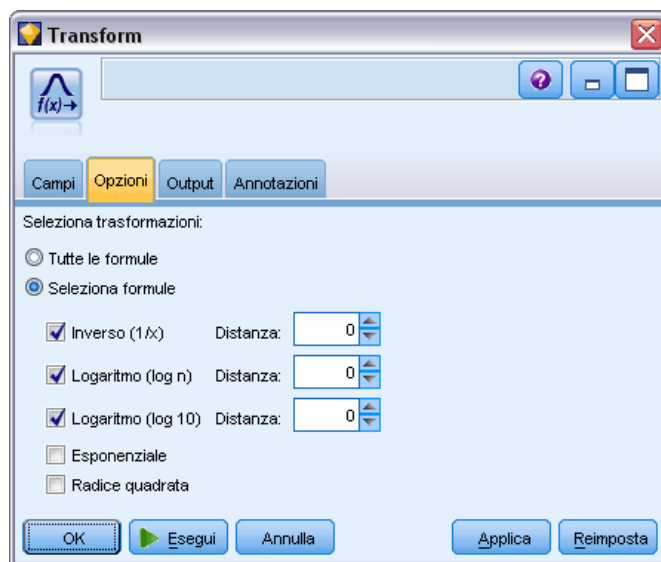 Transform
f(x)→
Campi Opzioni Output Annotazioni
Seleziona trasformazioni:
Tutte le formule
Seleziona formule
Inverso (1/x) Distanza: 0
Logaritmo (log n) Distanza: 0
Logaritmo (log 10) Distanza: 0
Esponenziale
Radice quadrata
OK Esegui Annulla Applica Reimposta